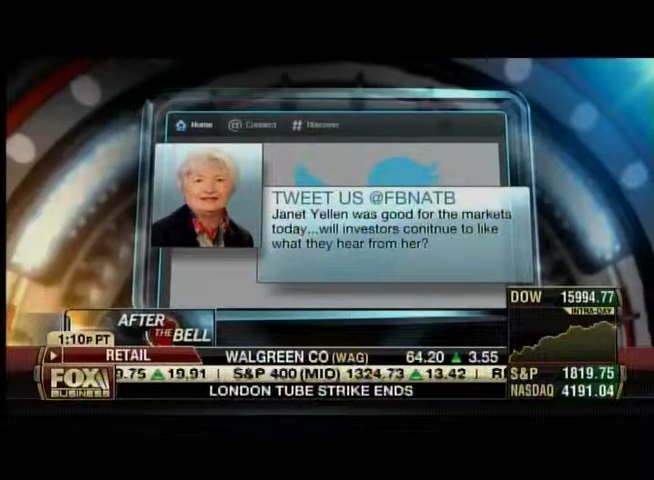 Home @ Connect # Discover
TWEET US @FBNATB
Janet Yellen was good for the markets
today...will investors conitnue to like
what they hear from her?
DOW 15994.77
INTRA-DAY
AFTER
THE BELL
1:10P PT
RETAIL WALGREEN CO (WAG) 64.20 ▲ 3.55
9.75 ▲ 19.91 | S&P 400 (MID) 1324.73 ▲ 13.42 |
S&P 1819.75
FOX
BUSINESS
LONDON TUBE STRIKE ENDS
NASDAQ 4191.04